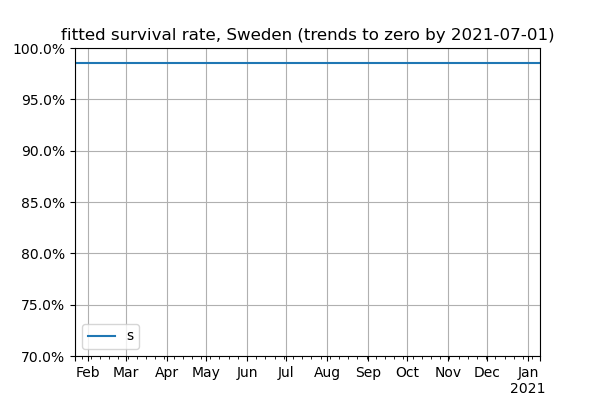 fitted survival rate, Sweden (trends to zero by 2021-07-01)
100.0%
95.0%
90.0%
85.0%
80.0%
75.0%
70.0%
s
Feb Mar Apr May Jun Jul Aug Sep Oct Nov Dec Jan
2021